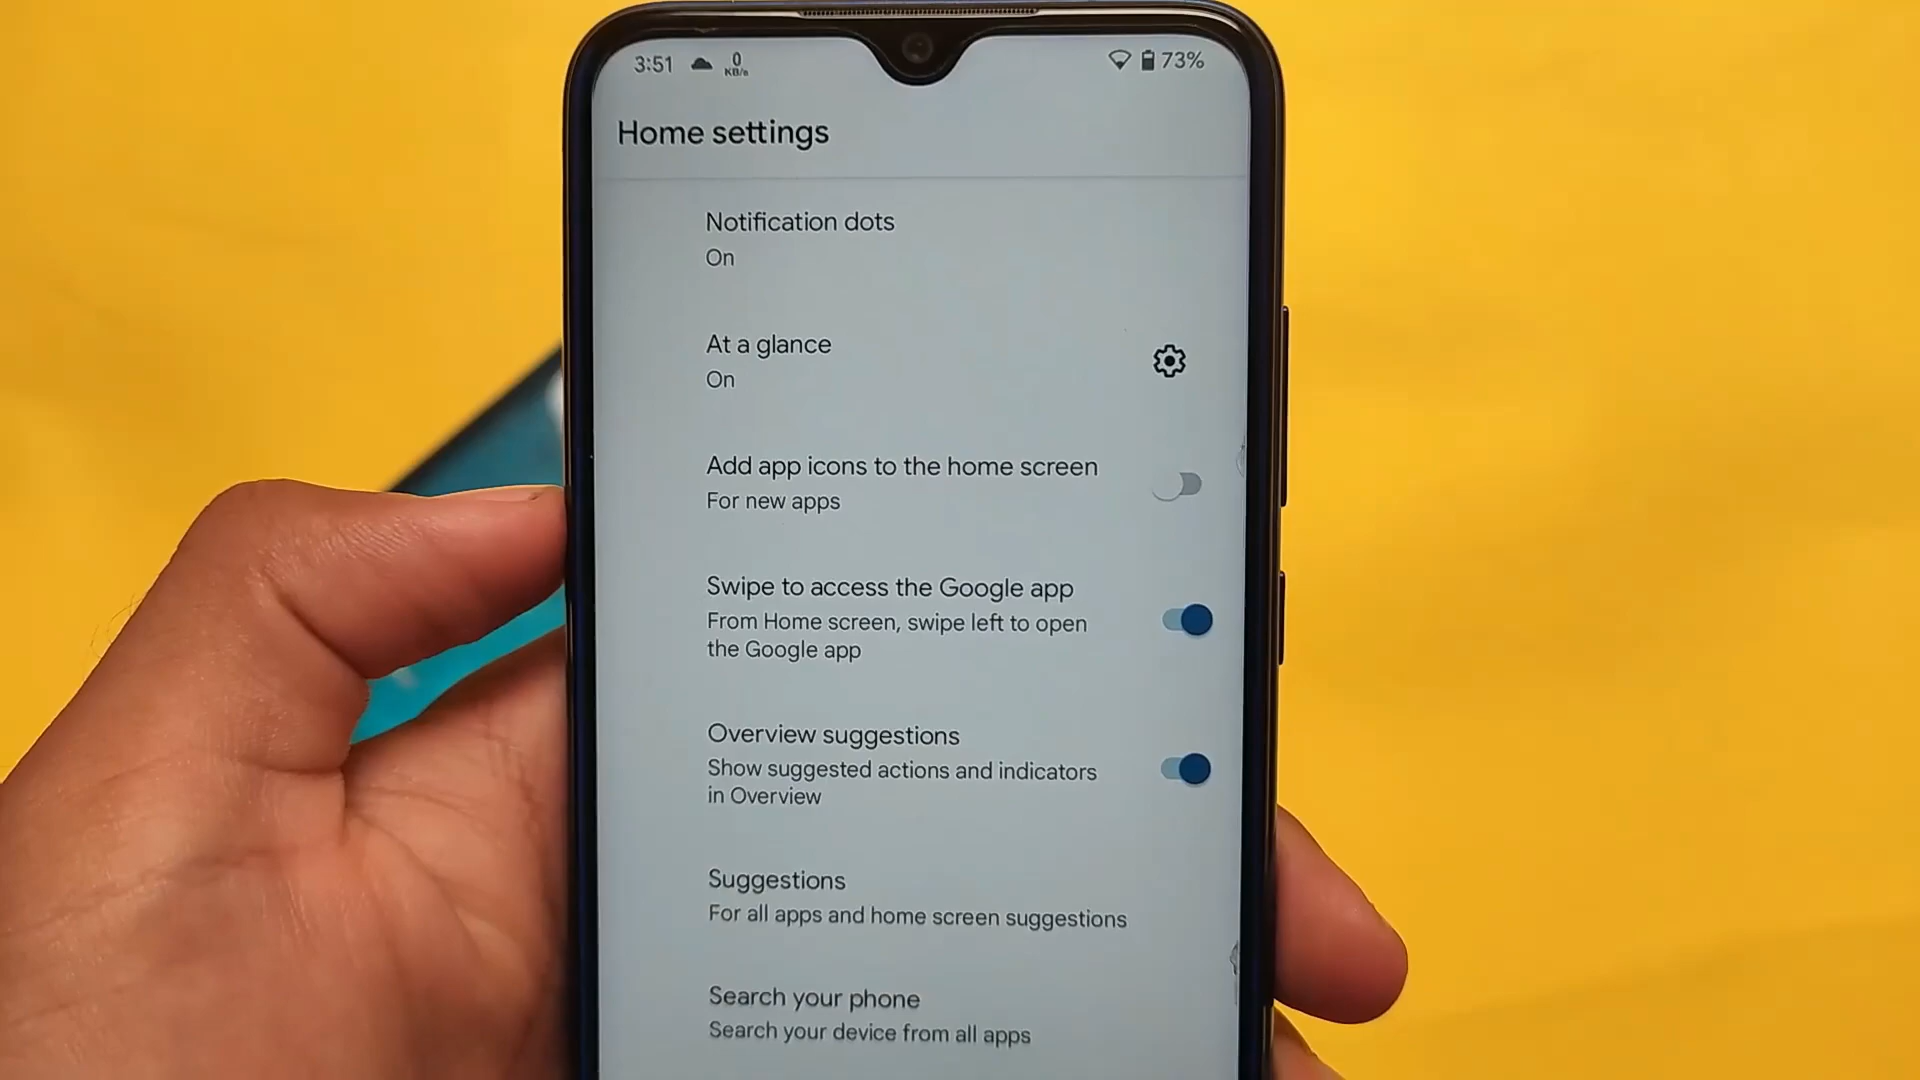 3:51 0 KB/s 73%
Home settings
Notification dots
On
At a glance
On
Add app icons to the home screen
For new apps
Swipe to access the Google app
From Home screen, swipe left to open
the Google app
Overview suggestions
Show suggested actions and indicators
in Overview
Suggestions
For all apps and home screen suggestions
Search your phone
Search your device from all apps